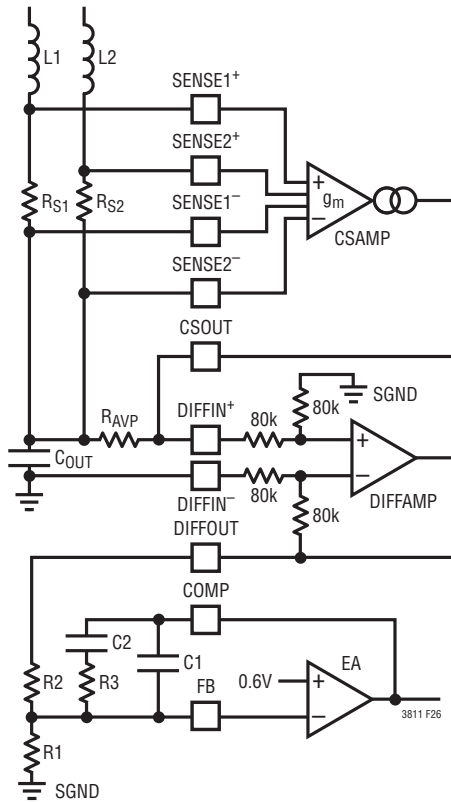 L1
L2
SENSE1+
SENSE2+
RS1
RS2
gm
+
−
CSAMP
SENSE1−
SENSE2−
CSOUT
SGND
RAVP
DIFFIN+
80k
80k
+
−
COUT
80k
DIFFIN−
80k
DIFFAMP
DIFFOUT
COMP
C2
C1
EA
R2
R3
FB
0.6V
+
−
3811 F26
R1
SGND